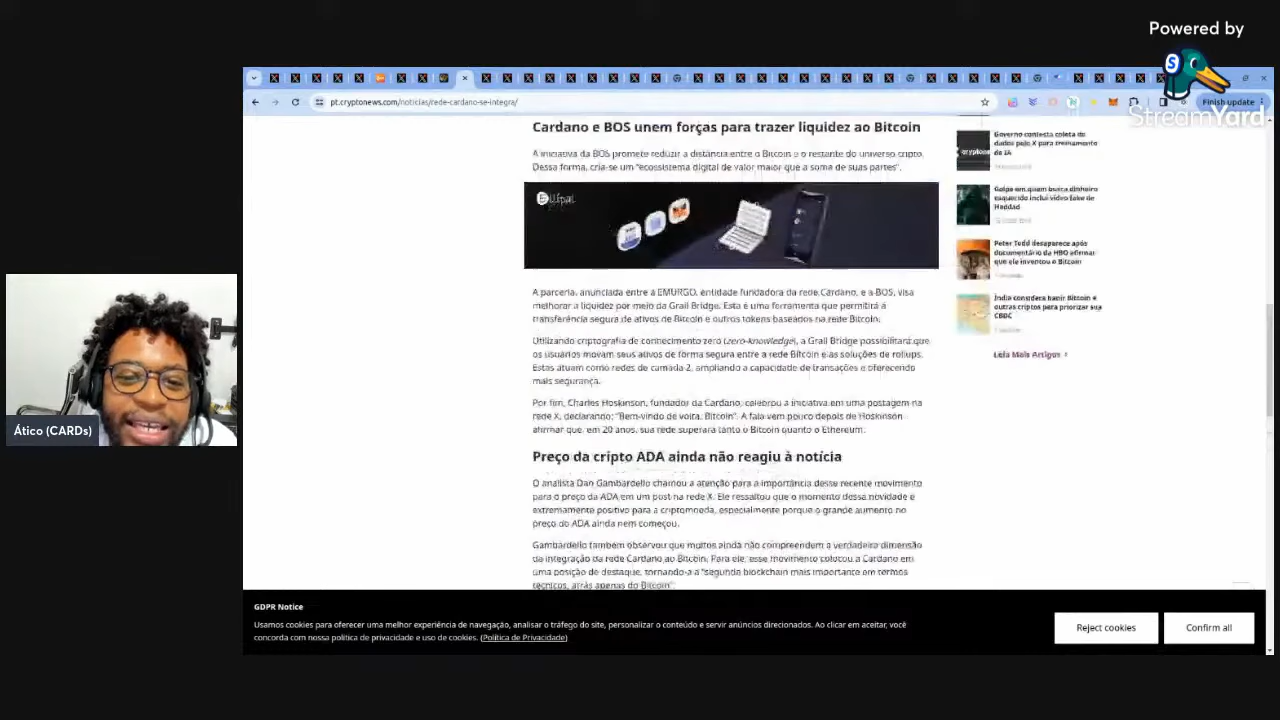 Powered by
StreamYard
Finish update
pt.cryptonews.com/noticias/rede-cardano-se-integra/
Cardano e BOS unem forças para trazer liquidez ao Bitcoin
A iniciativa da BOS promete reduzir a distância entre o Bitcoin e o restante do universo cripto.
Dessa forma, cria-se um “ecossistema digital de valor maior que a soma de suas partes”.
A parceria, anunciada entre a EMURGO, entidade fundadora da rede Cardano, e a BOS, visa
melhorar a liquidez por meio da Grail Bridge. Esta é uma ferramenta que permitirá a
transferência segura de ativos de Bitcoin e outros tokens baseados na rede Bitcoin.
Utilizando criptografia de conhecimento zero (zero-knowledge), a Grail Bridge possibilitará que
os usuários movam seus ativos de forma segura entre a rede Bitcoin e as soluções de rollups.
Estas atuam como redes de camada 2, ampliando a capacidade de transações e oferecendo
mais segurança.
Por fim, Charles Hoskinson, fundador da Cardano, celebrou a iniciativa em uma postagem na
rede X, declarando: “Bem-vindo de volta, Bitcoin”. A fala vem pouco depois de Hoskinson
afirmar que, em 20 anos, sua rede superará tanto o Bitcoin quanto o Ethereum.
Preço da cripto ADA ainda não reagiu à notícia
O analista Dan Gambardello chamou a atenção para a importância desse recente movimento
para o preço da ADA em um post na rede X. Ele ressaltou que o momento dessa novidade é
extremamente positivo para a criptomoeda, especialmente porque o grande aumento no
preço do ADA ainda nem começou.
Gambardello também observou que muitos ainda não compreendem a verdadeira dimensão
da integração da rede Cardano ao Bitcoin. Para ele, esse movimento colocou a Cardano em
uma posição de destaque, tornando-a a “segunda blockchain mais importante em termos
técnicos, atrás apenas do Bitcoin”.
cryptonews
Governo contesta coleta de
dados pelo X para treinamento
de IA
Golpe em quem busca dinheiro
esquecido inclui vídeo fake de
Haddad
Peter Todd desaparece após
documentário da HBO afirmar
que ele inventou o Bitcoin
Índia considera banir Bitcoin e
outras criptos para priorizar sua
CBDC
Leia Mais Artigos
Ático (CARDs)
GDPR Notice
Usamos cookies para oferecer uma melhor experiência de navegação, analisar o tráfego do site, personalizar o conteúdo e servir anúncios direcionados. Ao clicar em aceitar, você
concorda com nossa política de privacidade e uso de cookies. (Política de Privacidade)
Reject cookies
Confirm all